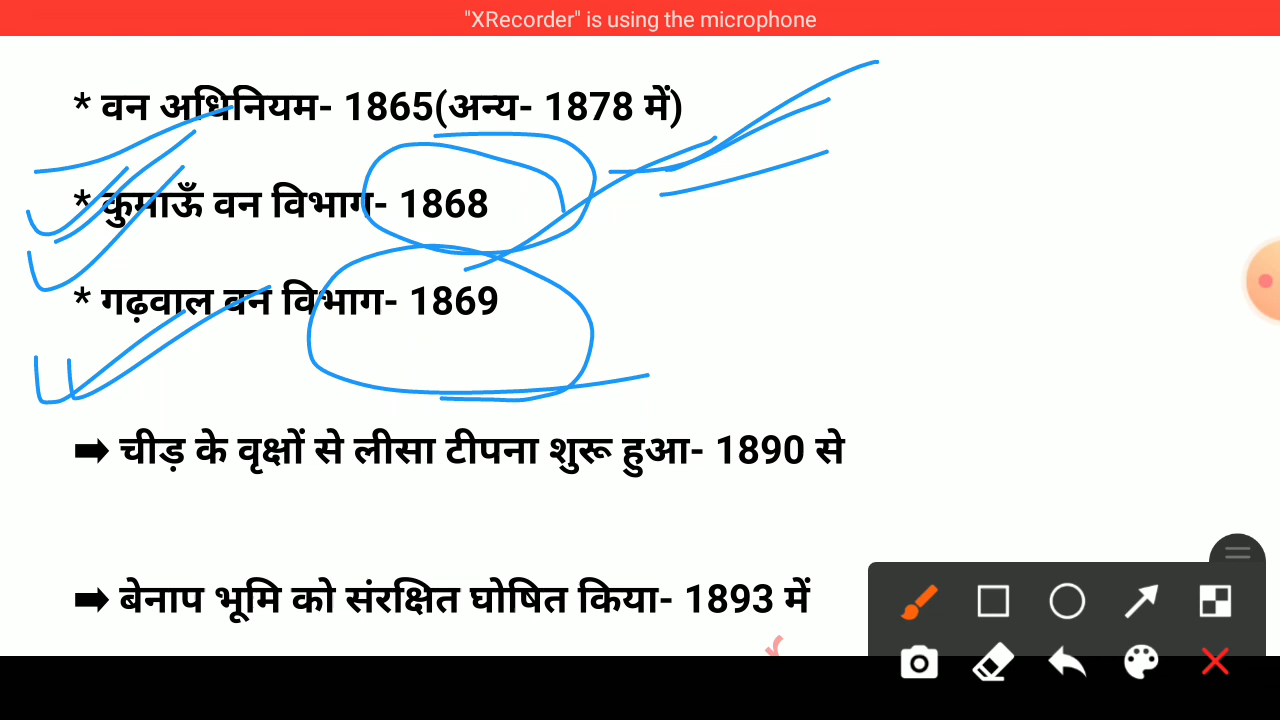 "XRecorder" is using the microphone
* वन अधिनियम- 1865(अन्य- 1878 में)
* कुमाऊँ वन विभाग- 1868
* गढ़वाल वन विभाग- 1869
➡ चीड़ के वृक्षों से लीसा टीपना शुरू हुआ- 1890 से
➡ बेनाप भूमि को संरक्षित घोषित किया- 1893 में